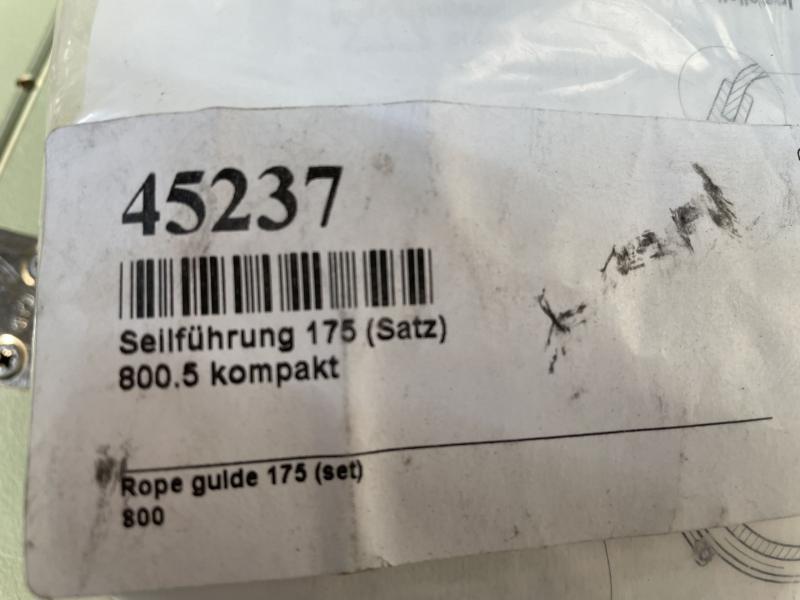 45237
Seilführung 175 (Satz)
800.5 kompakt
Rope guide 175 (set)
800